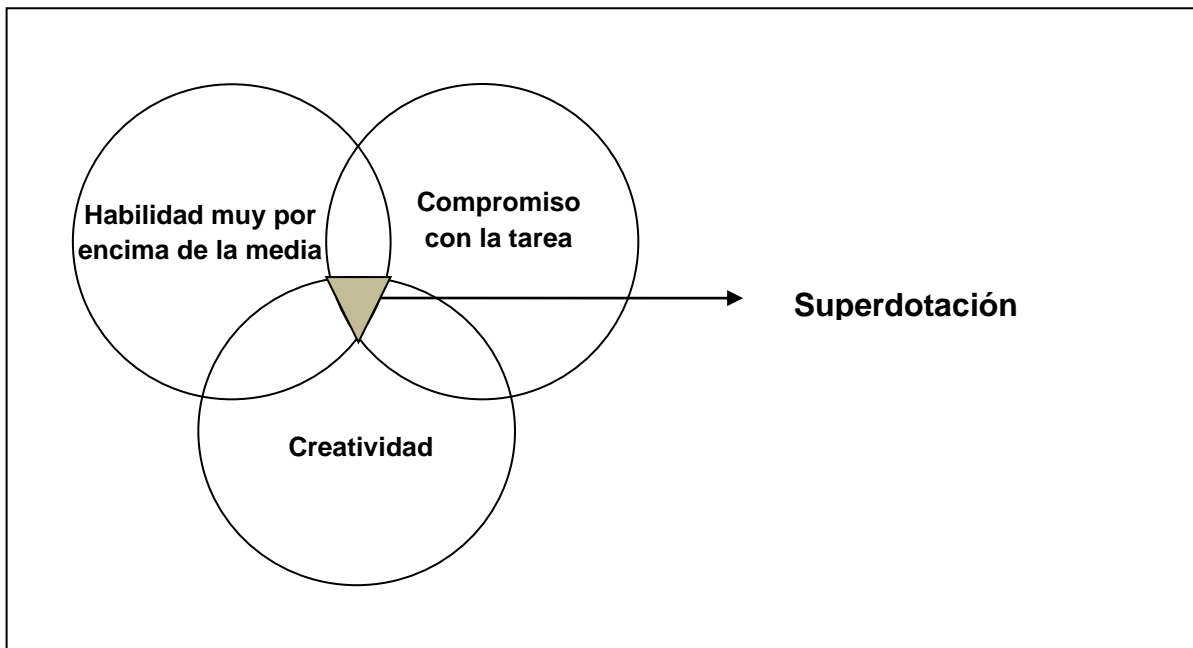 Habilidad muy por
encima de la media
Compromiso
con la tarea
Superdotación
Creatividad